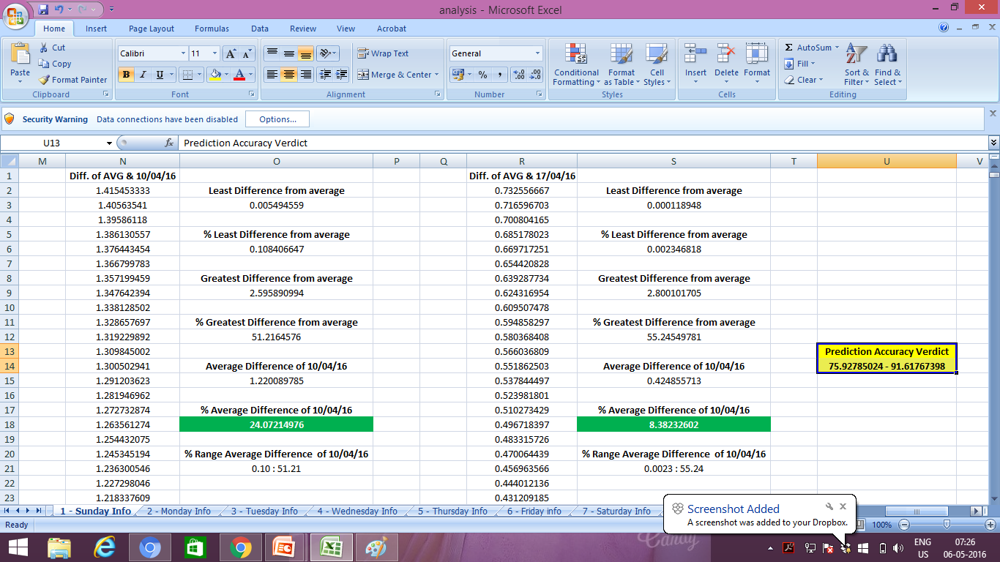 analysis - Microsoft Excel
Home Insert Page Layout Formulas Data Review View Acrobat
Paste
Cut
Copy
Format Painter
Clipboard
Calibri 11
B I U
Font
Wrap Text
Merge & Center
Alignment
General
% ,
Number
Conditional Formatting
Format as Table
Cell Styles
Styles
Insert Delete Format
Cells
Σ AutoSum
Fill
Clear
Sort & Filter
Find & Select
Editing
Security Warning Data connections have been disabled Options...
U13 fx Prediction Accuracy Verdict
M N O P Q R S T U V
1 Diff. of AVG & 10/04/16 Diff. of AVG & 17/04/16
2 1.415453333 Least Difference from average 0.732556667 Least Difference from average
3 1.40563541 0.005494559 0.716596703 0.000118948
4 1.39586118 0.700804165
5 1.386130557 % Least Difference from average 0.685178023 % Least Difference from average
6 1.376443454 0.108406647 0.669717251 0.002346818
7 1.366799783 0.654420828
8 1.357199459 Greatest Difference from average 0.639287734 Greatest Difference from average
9 1.347642394 2.595890994 0.624316954 2.800101705
10 1.338128502 0.609507478
11 1.328657697 % Greatest Difference from average 0.594858297 % Greatest Difference from average
12 1.319229892 51.2164576 0.580368408 55.24549781
13 1.309845002 0.566036809 Prediction Accuracy Verdict
14 1.300502941 Average Difference of 10/04/16 0.551862503 Average Difference of 10/04/16 75.92785024 - 91.61767398
15 1.291203623 1.220089785 0.537844497 0.424855713
16 1.281946962 0.523981801
17 1.272732874 % Average Difference of 10/04/16 0.510273429 % Average Difference of 10/04/16
18 1.263561274 24.07214976 0.496718397 8.38232602
19 1.254432075 0.483315726
20 1.245345194 % Range Average Difference of 10/04/16 0.470064439 % Range Average Difference of 10/04/16
21 1.236300546 0.10 : 51.21 0.456963566 0.0023 : 55.24
22 1.227298046 0.444012136
23 1.218337609 0.431209185
1 - Sunday Info 2 - Monday Info 3 - Tuesday Info 4 - Wednesday Info 5 - Thursday Info 6 - Friday info 7 - Saturday Info
Screenshot Added
A screenshot was added to your Dropbox.
Ready 100%
Candy
ENG 07:26
US 06-05-2016